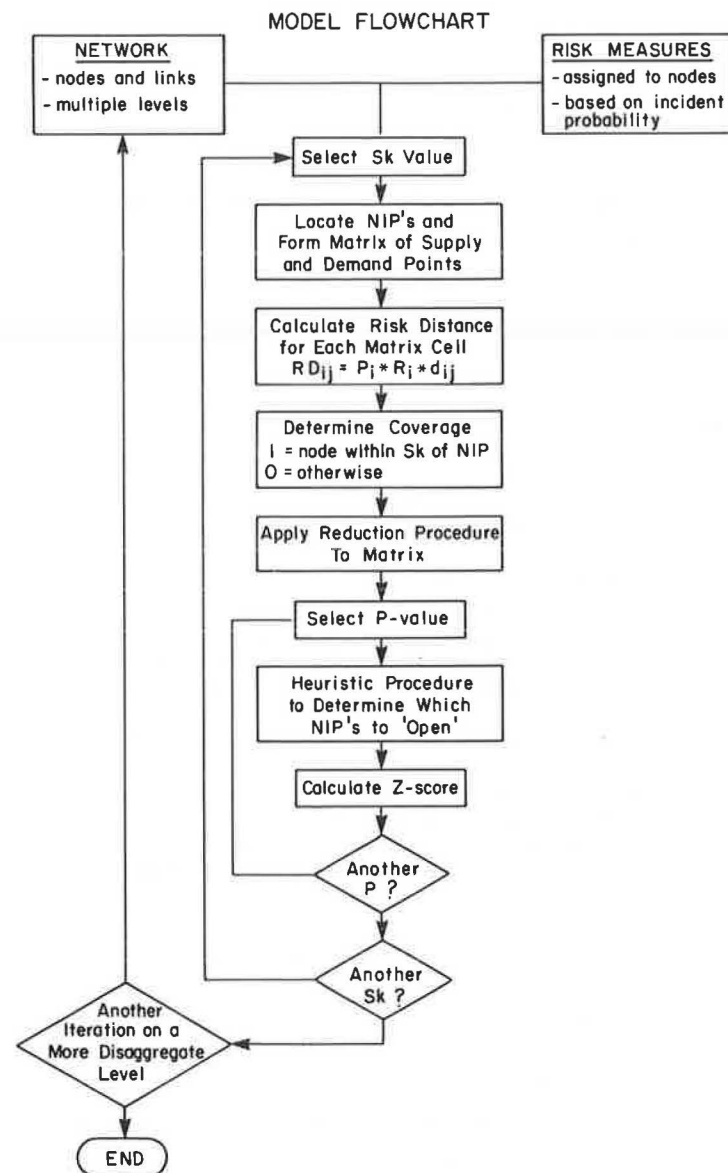 MODEL FLOWCHART
NETWORK
- nodes and links
- multiple levels
RISK MEASURES
- assigned to nodes
- based on incident
probability
Select Sk Value
Locate NIP's and
Form Matrix of Supply
and Demand Points
Calculate Risk Distance
for Each Matrix Cell
RDij = Pi * Ri * dij
Determine Coverage
1 = node within Sk of NIP
0 = otherwise
Apply Reduction Procedure
To Matrix
Select P-value
Heuristic Procedure
to Determine Which
NIP's to 'Open'
Calculate Z-score
Another
P ?
Another
Sk ?
Another
Iteration on a
More Disaggregate
Level
END